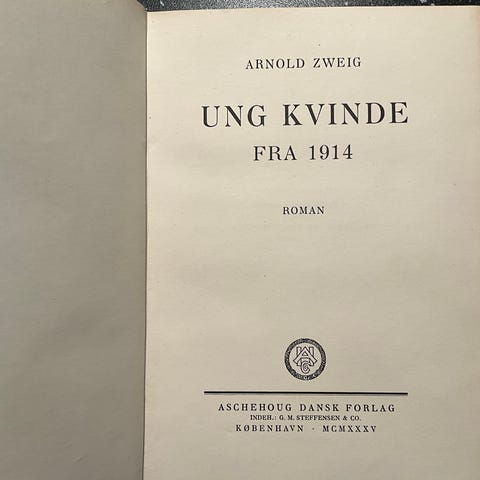 ARNOLD ZWEIG
UNG KVINDE
FRA 1914
ROMAN
ASCHEHOUG DANSK FORLAG
INDEH.: G. M. STEFFENSEN & CO.
KØBENHAVN · MCMXXXV